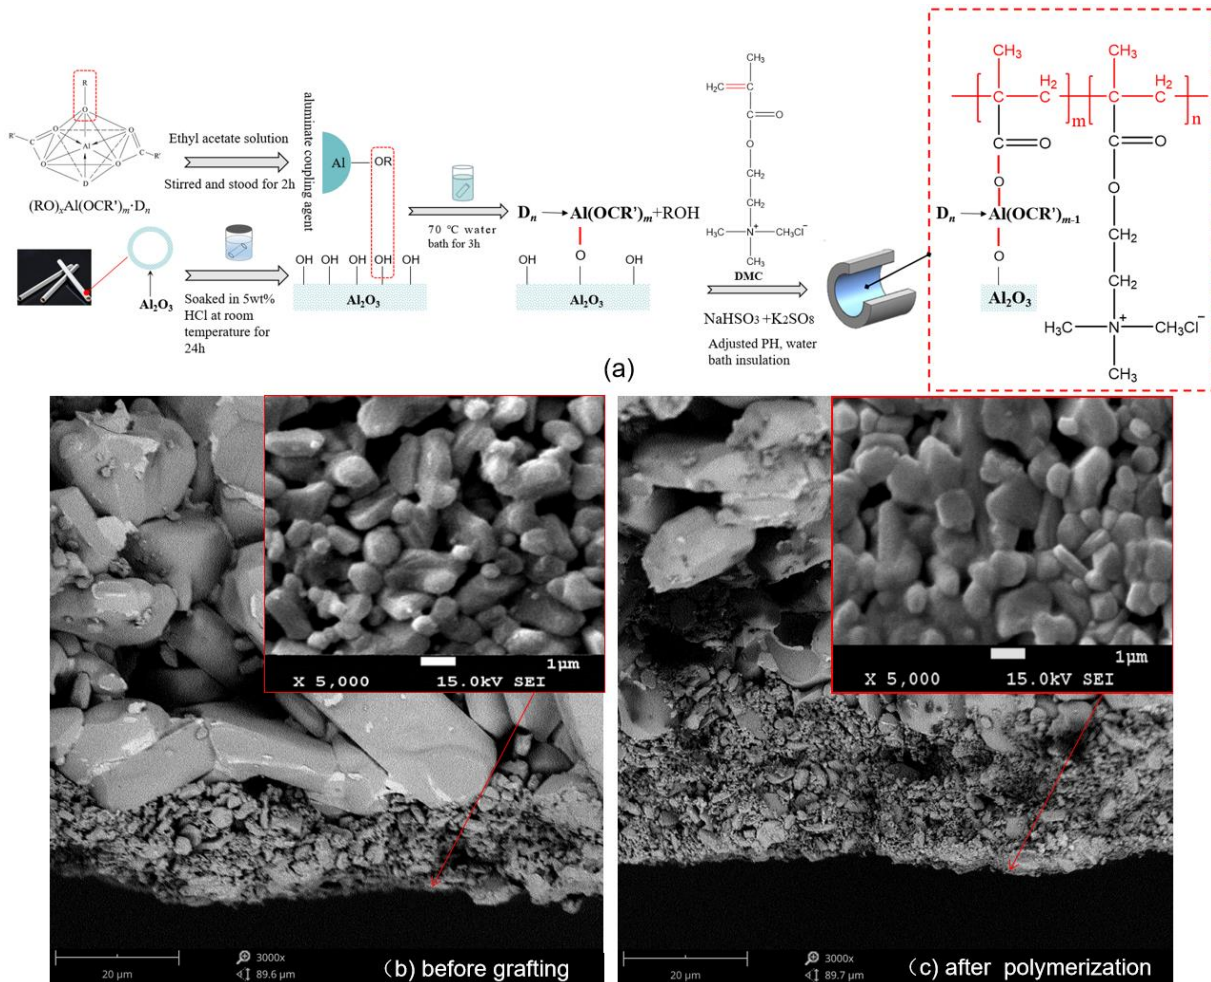 R
O
R'
C
O
O
O
C
R'
Al
O
O
D
(RO)xAl(OCR')m·Dn
Ethyl acetate solution
Stirred and stood for 2h
Al2O3
Soaked in 5wt%
HCl at room
temperature for
24h
aluminate coupling agent
Al
OR
OH OH OH OH OH
Al2O3
70 ℃ water
bath for 3h
Dn
Al(OCR')m+ROH
OH
O
OH
Al2O3
CH3
H2C
C
C
O
O
CH2
CH2
H3C
N
+
CH3Cl−
CH3
DMC
NaHSO3 +K2SO8
Adjusted PH, water
bath insulation
CH3
CH3
H2
H2
C
C
m
C
C
n
C
O
C
O
O
O
Dn
Al(OCR')m-1
CH2
O
CH2
Al2O3
H3C
N
+
CH3Cl−
CH3
(a)
X 5,000
1μm
15.0kV SEI
20 μm
3000x
89.6 μm
(b) before grafting
X 5,000
1μm
15.0kV SEI
20 μm
3000x
89.7 μm
(c) after polymerization